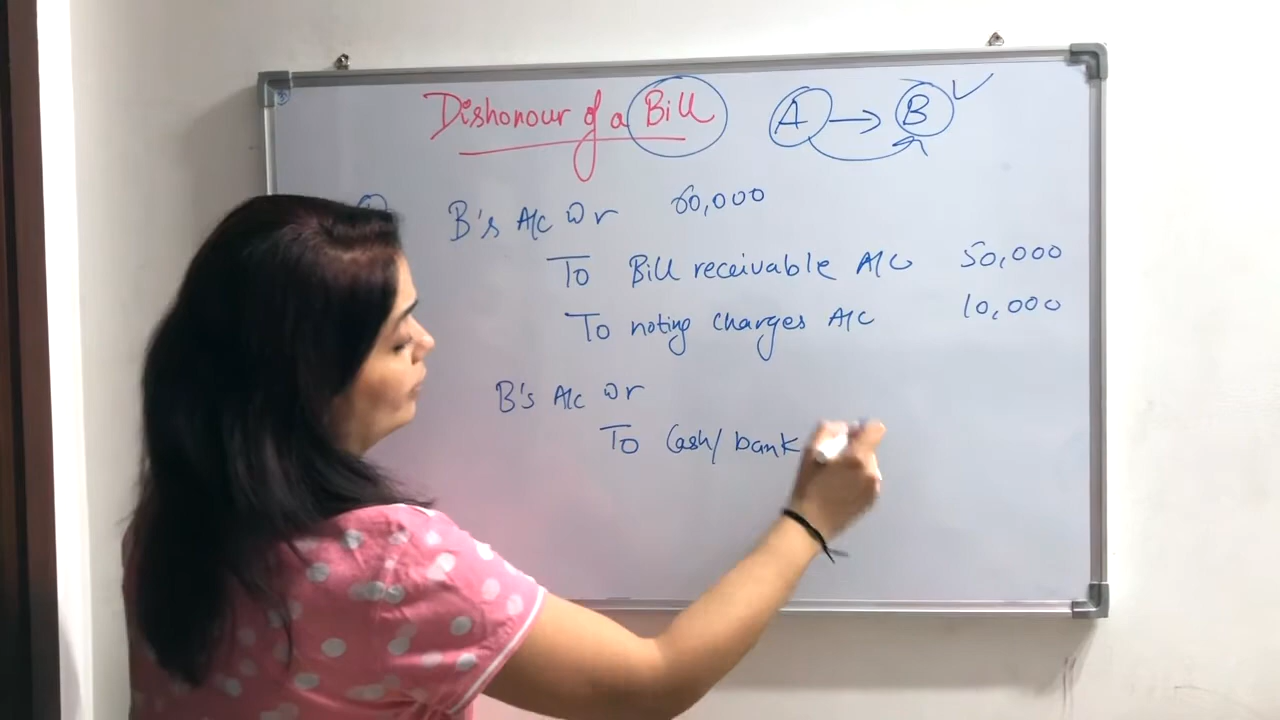 Dishonour of a Bill A → B
B's A/c Dr 60,000
To Bill receivable A/C 50,000
To noting charges A/C 10,000
B's A/c Dr
To Cash/bank